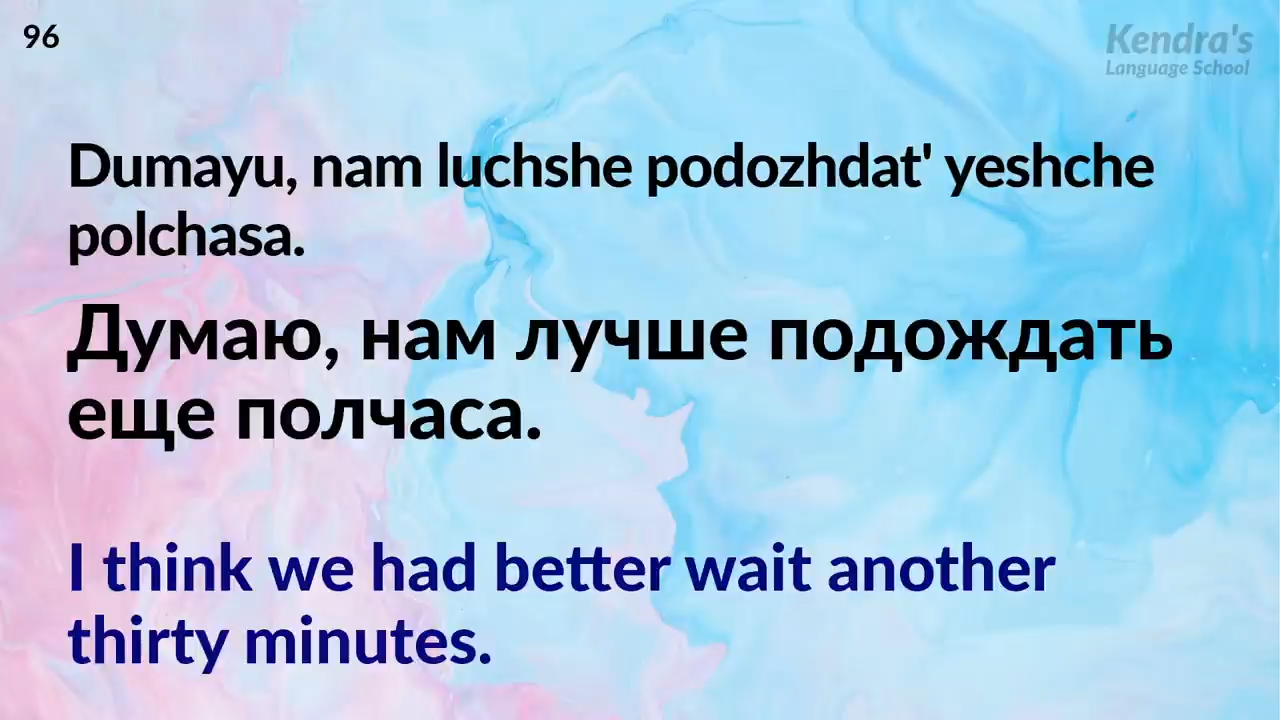 96
Kendra's
Language School
Dumayu, nam luchshe podozhdat' yeshche
polchasa.
Думаю, нам лучше подождать
еще полчаса.
I think we had better wait another
thirty minutes.